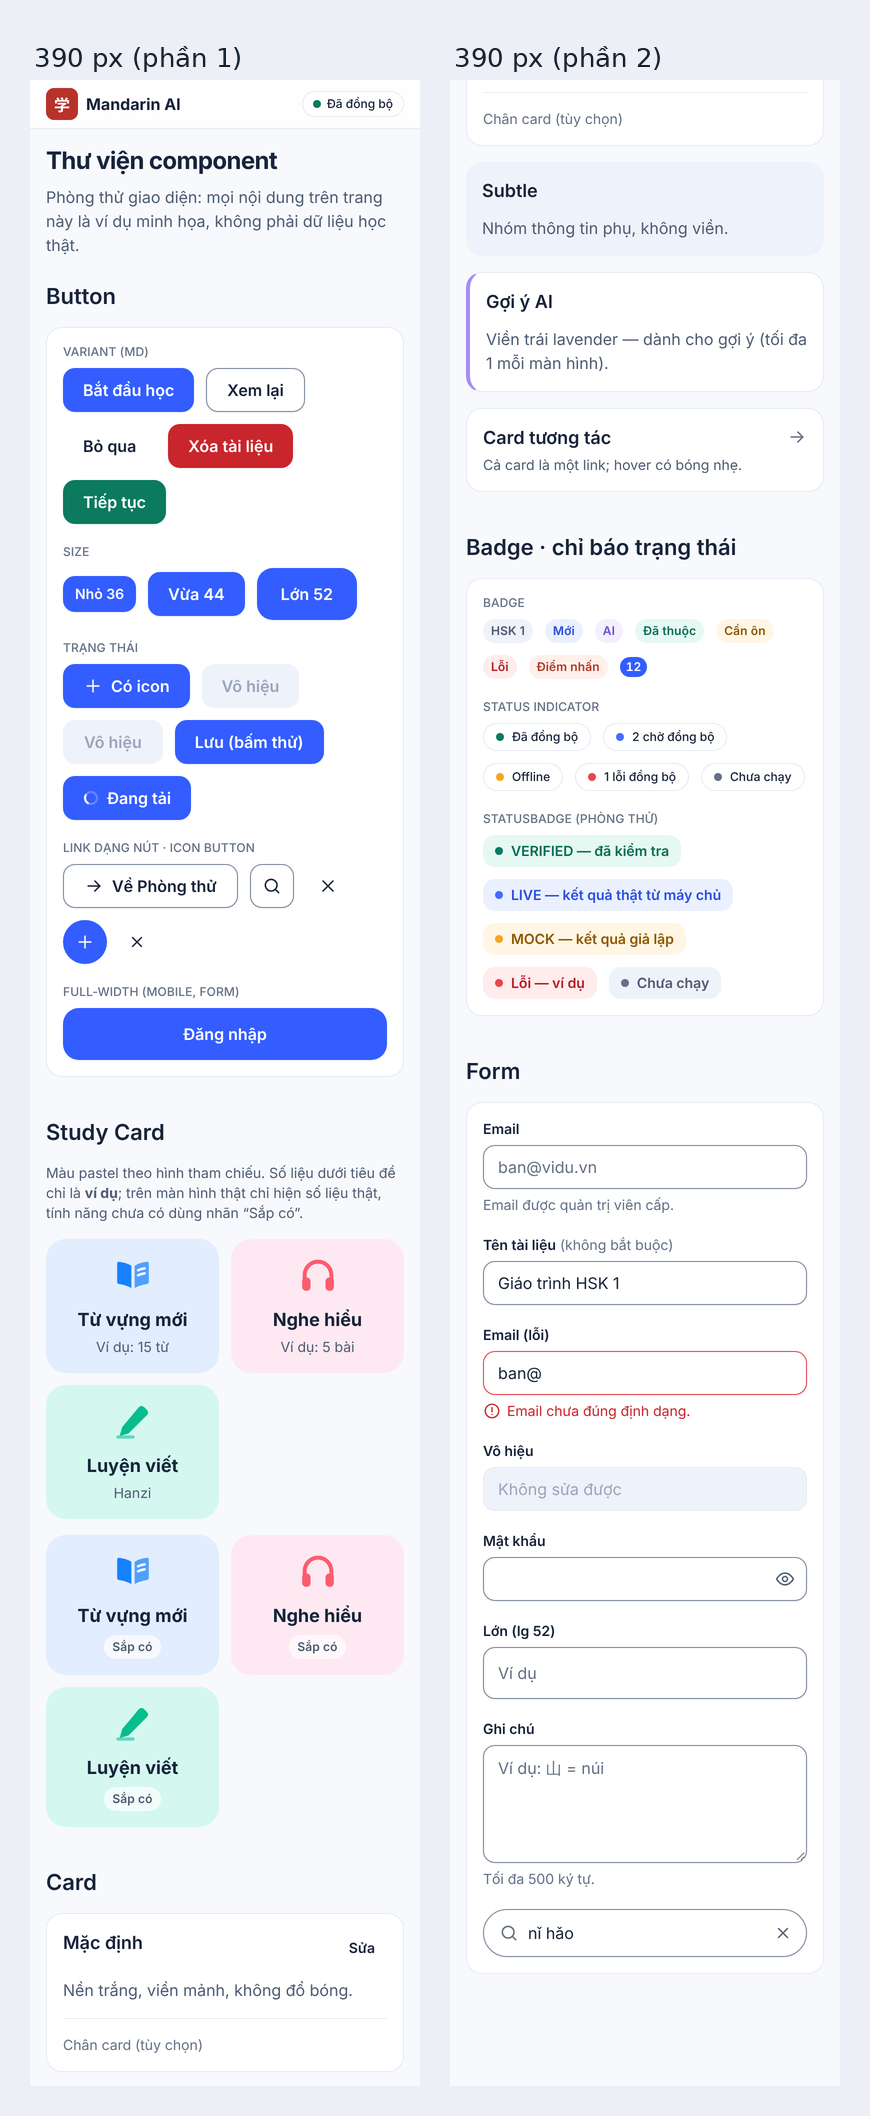 390 px (phần 1)
学 Mandarin AI
Đã đồng bộ
Thư viện component
Phòng thử giao diện: mọi nội dung trên trang
này là ví dụ minh họa, không phải dữ liệu học
thật.
Button
VARIANT (MD)
Bắt đầu học
Xem lại
Bỏ qua
Xóa tài liệu
Tiếp tục
SIZE
Nhỏ 36
Vừa 44
Lớn 52
TRẠNG THÁI
Có icon
Vô hiệu
Vô hiệu
Lưu (bấm thử)
Đang tải
LINK DẠNG NÚT · ICON BUTTON
Về Phòng thử
FULL-WIDTH (MOBILE, FORM)
Đăng nhập
Study Card
Màu pastel theo hình tham chiếu. Số liệu dưới tiêu đề
chỉ là ví dụ; trên màn hình thật chỉ hiện số liệu thật,
tính năng chưa có dùng nhãn “Sắp có”.
Từ vựng mới
Ví dụ: 15 từ
Nghe hiểu
Ví dụ: 5 bài
Luyện viết
Hanzi
Từ vựng mới
Sắp có
Nghe hiểu
Sắp có
Luyện viết
Sắp có
Card
Mặc định
Sửa
Nền trắng, viền mảnh, không đổ bóng.
Chân card (tùy chọn)
390 px (phần 2)
Chân card (tùy chọn)
Subtle
Nhóm thông tin phụ, không viền.
Gợi ý AI
Viền trái lavender — dành cho gợi ý (tối đa
1 mỗi màn hình).
Card tương tác
Cả card là một link; hover có bóng nhẹ.
Badge · chỉ báo trạng thái
BADGE
HSK 1
Mới
AI
Đã thuộc
Cần ôn
Lỗi
Điểm nhấn
12
STATUS INDICATOR
Đã đồng bộ
2 chờ đồng bộ
Offline
1 lỗi đồng bộ
Chưa chạy
STATUSBADGE (PHÒNG THỬ)
VERIFIED — đã kiểm tra
LIVE — kết quả thật từ máy chủ
MOCK — kết quả giả lập
Lỗi — ví dụ
Chưa chạy
Form
Email
ban@vidu.vn
Email được quản trị viên cấp.
Tên tài liệu (không bắt buộc)
Giáo trình HSK 1
Email (lỗi)
ban@
Email chưa đúng định dạng.
Vô hiệu
Không sửa được
Mật khẩu
Lớn (lg 52)
Ví dụ
Ghi chú
Ví dụ: 山 = núi
Tối đa 500 ký tự.
nǐ hǎo